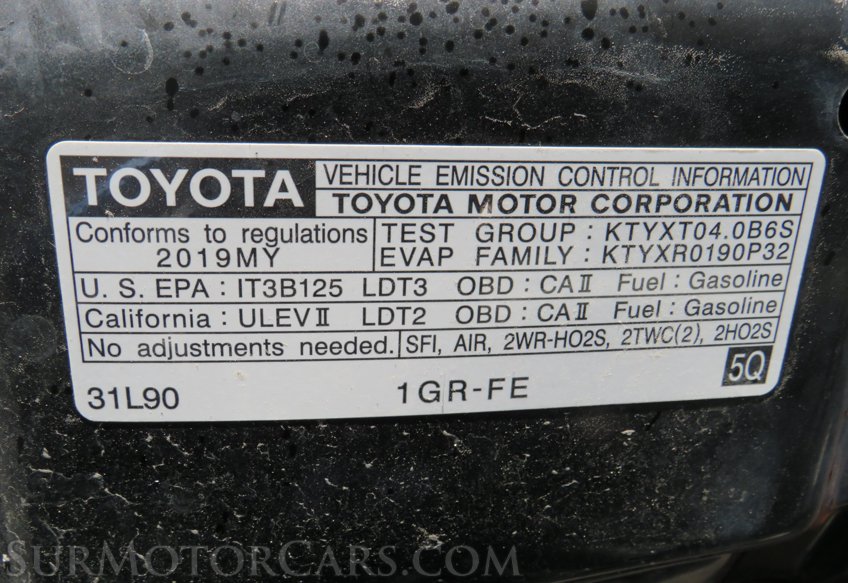 TOYOTA
VEHICLE EMISSION CONTROL INFORMATION
TOYOTA MOTOR CORPORATION
Conforms to regulations
2019MY
TEST GROUP : KTYXT04.0B6S
EVAP FAMILY : KTYXR0190P32
U. S. EPA : IT3B125 LDT3 OBD : CAⅡ Fuel : Gasoline
California : ULEVⅡ LDT2 OBD : CAⅡ Fuel : Gasoline
No adjustments needed.
SFI, AIR, 2WR-HO2S, 2TWC(2), 2HO2S
31L90
1GR-FE
5Q
SURMOTORCARS.COM